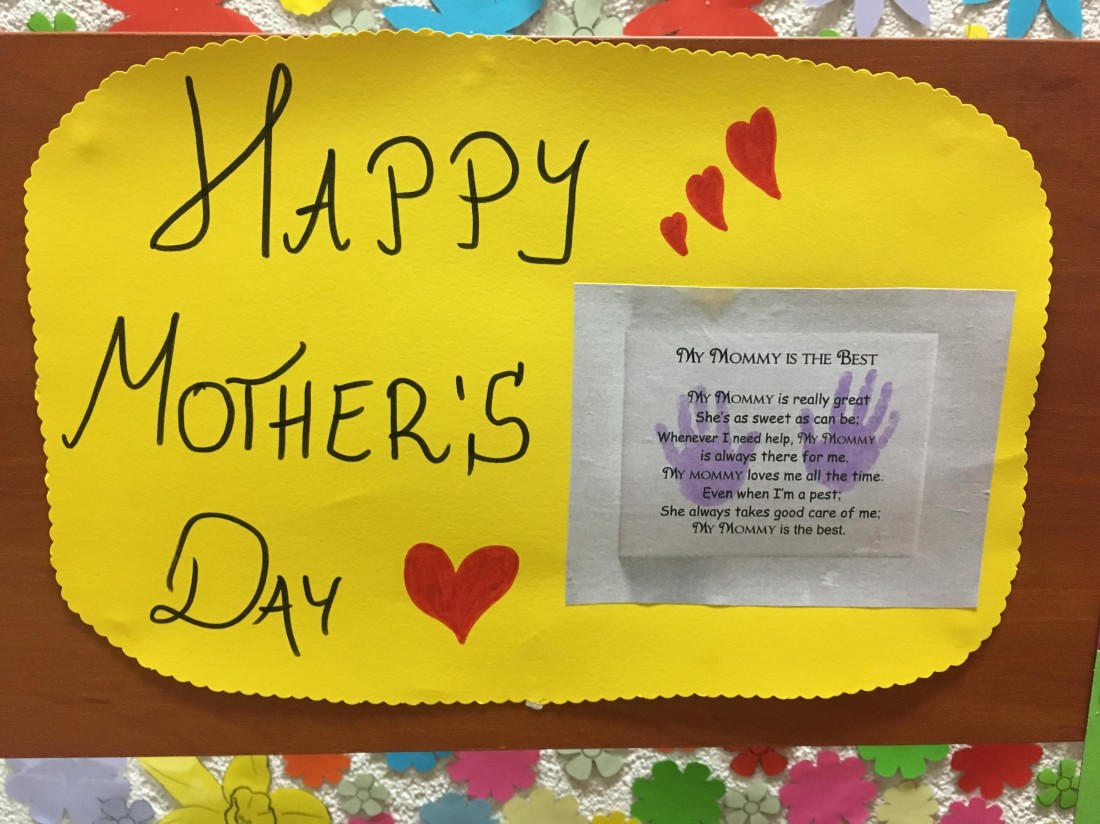 HAPPY
MOTHER'S
DAY
MY MOMMY IS THE BEST
MY MOMMY is really great
She's as sweet as can be;
Whenever I need help, MY MOMMY
is always there for me.
MY MOMMY loves me all the time.
Even when I'm a pest;
She always takes good care of me;
MY MOMMY is the best.